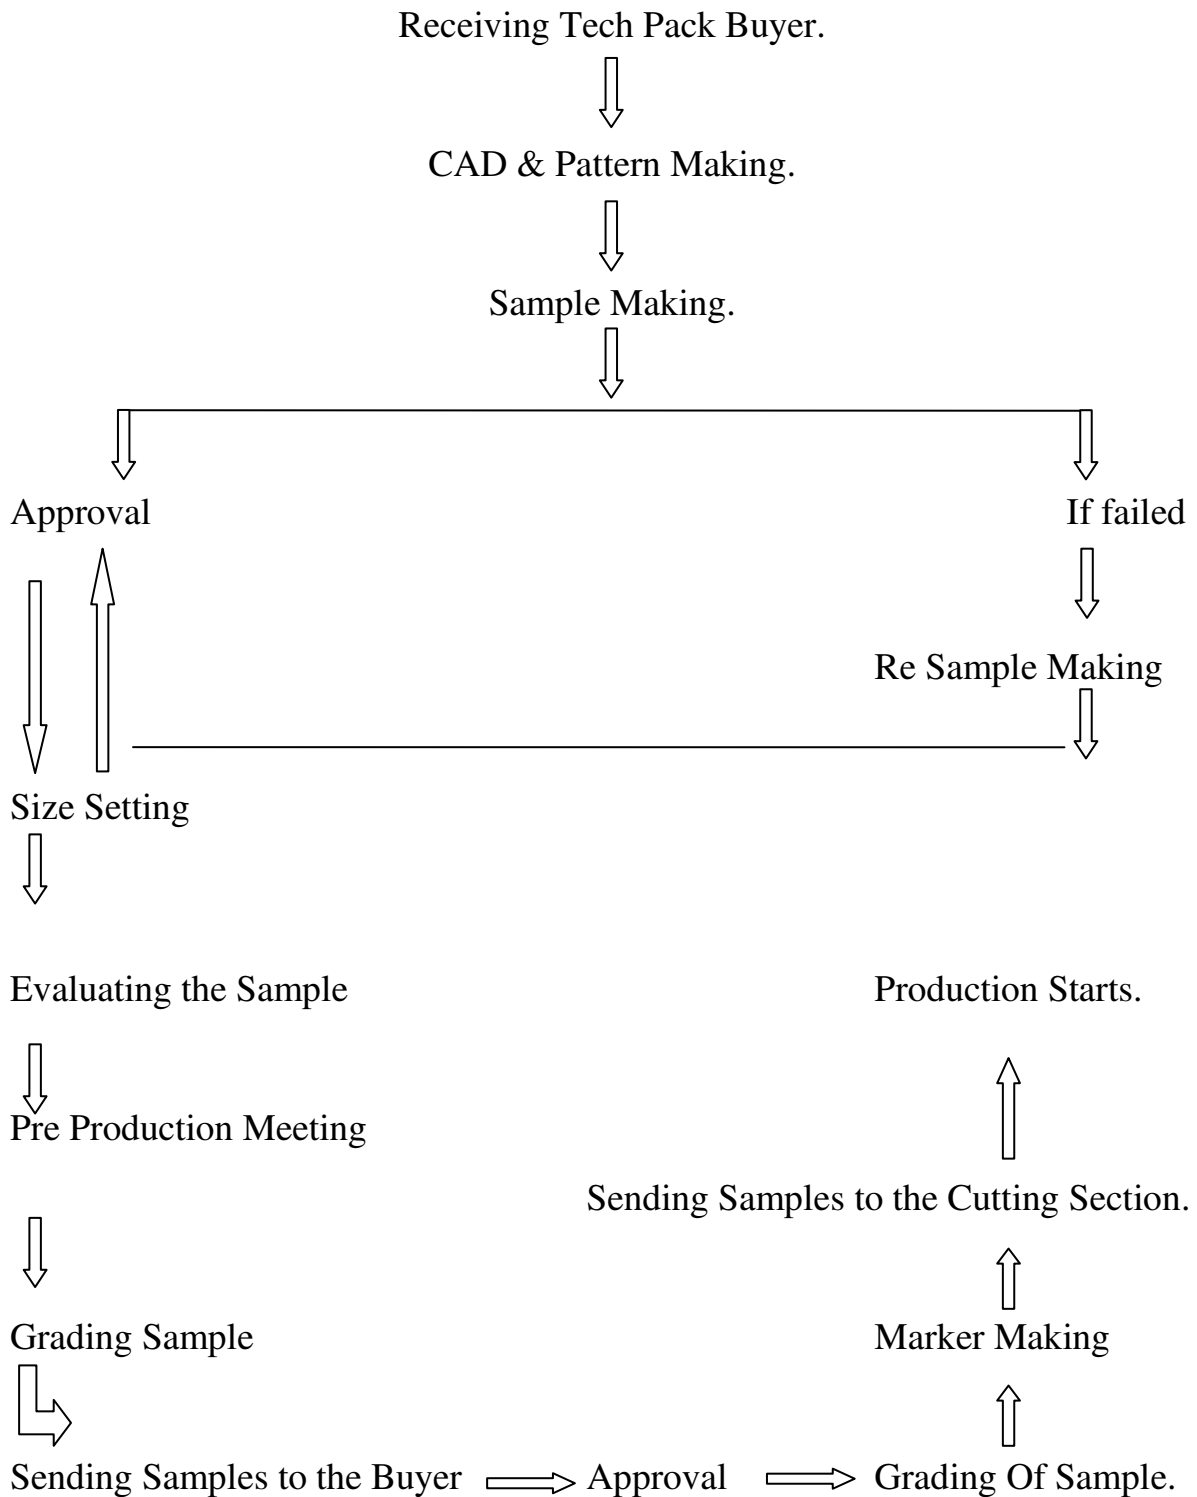 Receiving Tech Pack Buyer.
CAD & Pattern Making.
Sample Making.
Approval
If failed
Re Sample Making
Size Setting
Evaluating the Sample
Production Starts.
Pre Production Meeting
Sending Samples to the Cutting Section.
Grading Sample
Marker Making
Sending Samples to the Buyer
Approval
Grading Of Sample.